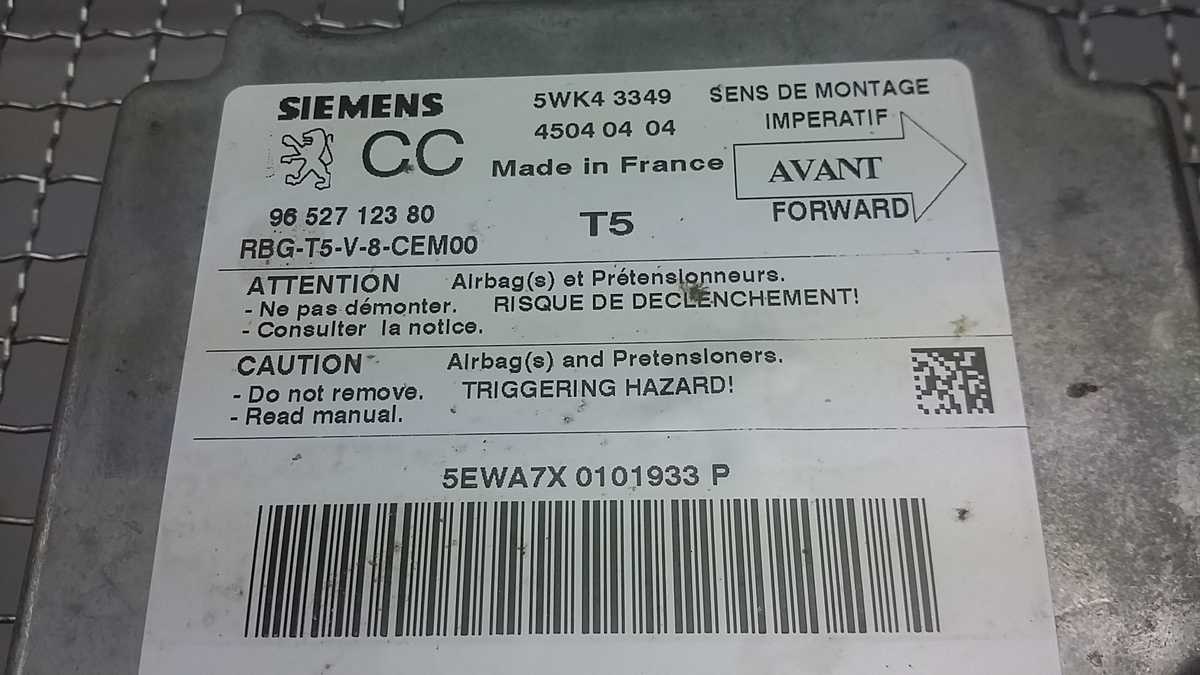 SIEMENS
CC
5WK4 3349
45040 04 04
Made in France
96 527 123 80
RBG-T5-V-8-CEM00
T5
SENS DE MONTAGE
IMPERATIF
AVANT
FORWARD
ATTENTION Airbag(s) et Prétensionneurs.
- Ne pas démonter. RISQUE DE DECLENCHEMENT!
- Consulter la notice.
CAUTION Airbag(s) and Pretensioners.
- Do not remove. TRIGGERING HAZARD!
- Read manual.
5EWA7X 0101933 P